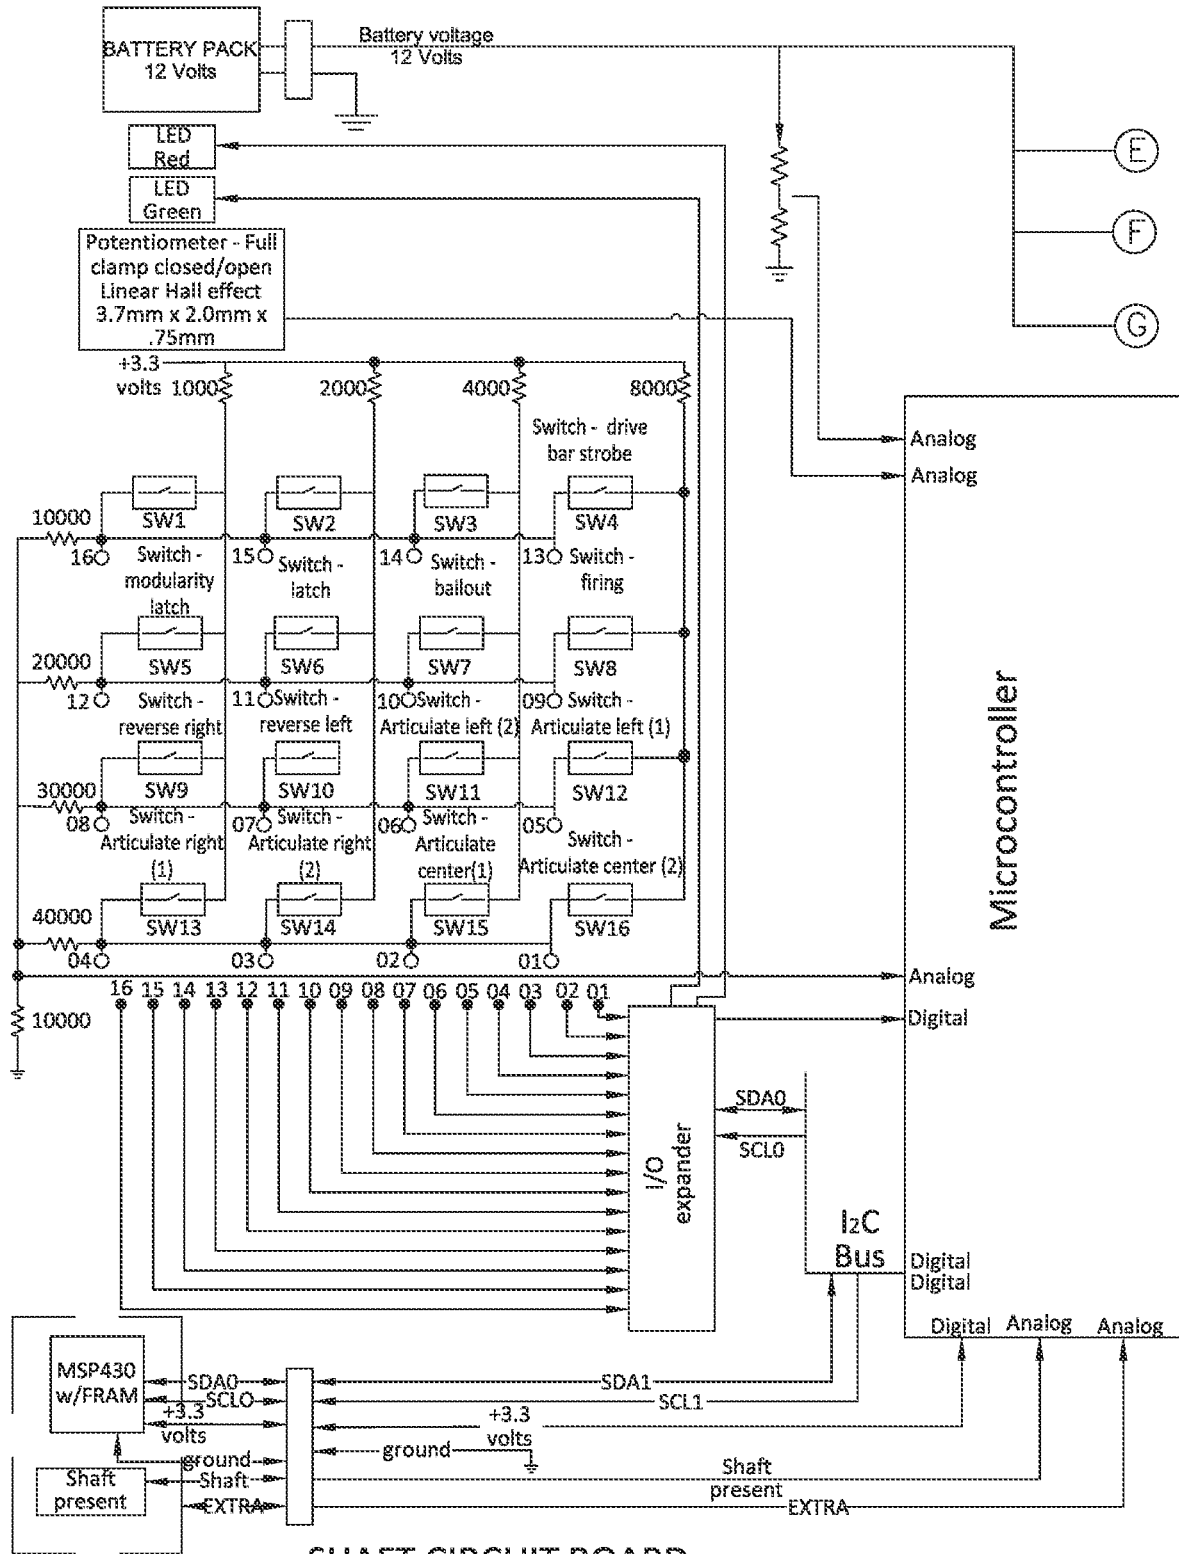 BATTERY PACK
12 Volts
Battery voltage
12 Volts
LED
Red
LED
Green
E
F
G
Potentiometer - Full
clamp closed/open
Linear Hall effect
3.7mm x 2.0mm x
.75mm
+3.3
volts
1000
2000
4000
8000
Switch - drive
bar strobe
Analog
Analog
SW1
SW2
SW3
SW4
10000
16
15
14
13
Switch -
modularity
latch
Switch -
latch
Switch -
bailout
Switch -
firing
SW5
SW6
SW7
SW8
20000
12
11
10
09
Switch -
reverse right
Switch -
reverse left
Switch -
Articulate left (2)
Switch -
Articulate left (1)
SW9
SW10
SW11
SW12
30000
08
07
06
05
Switch -
Articulate right
(1)
Switch -
Articulate right
(2)
Switch -
Articulate
center(1)
Switch -
Articulate center (2)
SW13
SW14
SW15
SW16
40000
04
03
02
01
Microcontroller
Analog
16 15 14 13 12 11 10 09 08 07 06 05 04 03 02 01
10000
Digital
I/O
expander
SDA0
SCL0
I2C
Bus
Digital
Digital
Digital
Analog
Analog
MSP430
w/FRAM
SDA0
SCLO
+3.3
volts
ground
Shaft
EXTRA
Shaft
present
SDA1
SCL1
+3.3
volts
ground
Shaft
present
EXTRA
SHAFT CIRCUIT BOARD